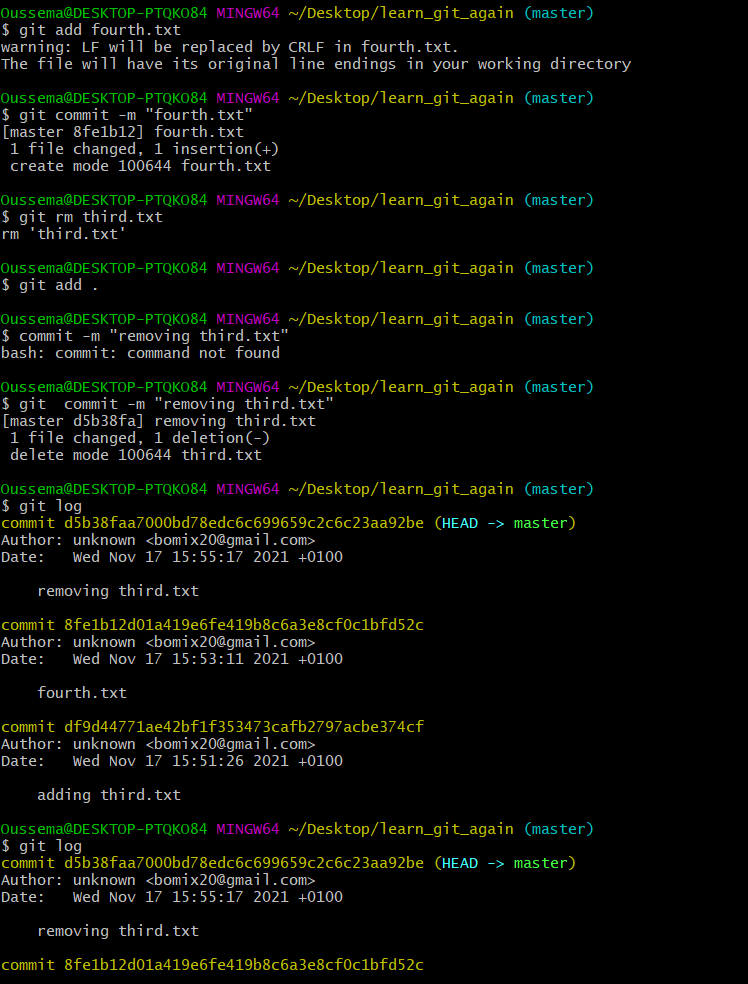 Oussema@DESKTOP-PTQKO84 MINGW64 ~/Desktop/learn_git_again (master)
$ git add fourth.txt
warning: LF will be replaced by CRLF in fourth.txt.
The file will have its original line endings in your working directory
Oussema@DESKTOP-PTQKO84 MINGW64 ~/Desktop/learn_git_again (master)
$ git commit -m "fourth.txt"
[master 8fe1b12] fourth.txt
 1 file changed, 1 insertion(+)
 create mode 100644 fourth.txt
Oussema@DESKTOP-PTQKO84 MINGW64 ~/Desktop/learn_git_again (master)
$ git rm third.txt
rm 'third.txt'
Oussema@DESKTOP-PTQKO84 MINGW64 ~/Desktop/learn_git_again (master)
$ git add .
Oussema@DESKTOP-PTQKO84 MINGW64 ~/Desktop/learn_git_again (master)
$ commit -m "removing third.txt"
bash: commit: command not found
Oussema@DESKTOP-PTQKO84 MINGW64 ~/Desktop/learn_git_again (master)
$ git  commit -m "removing third.txt"
[master d5b38fa] removing third.txt
 1 file changed, 1 deletion(-)
 delete mode 100644 third.txt
Oussema@DESKTOP-PTQKO84 MINGW64 ~/Desktop/learn_git_again (master)
$ git log
commit d5b38faa7000bd78edc6c699659c2c6c23aa92be (HEAD -> master)
Author: unknown <bomix20@gmail.com>
Date:   Wed Nov 17 15:55:17 2021 +0100
    removing third.txt
commit 8fe1b12d01a419e6fe419b8c6a3e8cf0c1bfd52c
Author: unknown <bomix20@gmail.com>
Date:   Wed Nov 17 15:53:11 2021 +0100
    fourth.txt
commit df9d44771ae42bf1f353473cafb2797acbe374cf
Author: unknown <bomix20@gmail.com>
Date:   Wed Nov 17 15:51:26 2021 +0100
    adding third.txt
Oussema@DESKTOP-PTQKO84 MINGW64 ~/Desktop/learn_git_again (master)
$ git log
commit d5b38faa7000bd78edc6c699659c2c6c23aa92be (HEAD -> master)
Author: unknown <bomix20@gmail.com>
Date:   Wed Nov 17 15:55:17 2021 +0100
    removing third.txt
commit 8fe1b12d01a419e6fe419b8c6a3e8cf0c1bfd52c